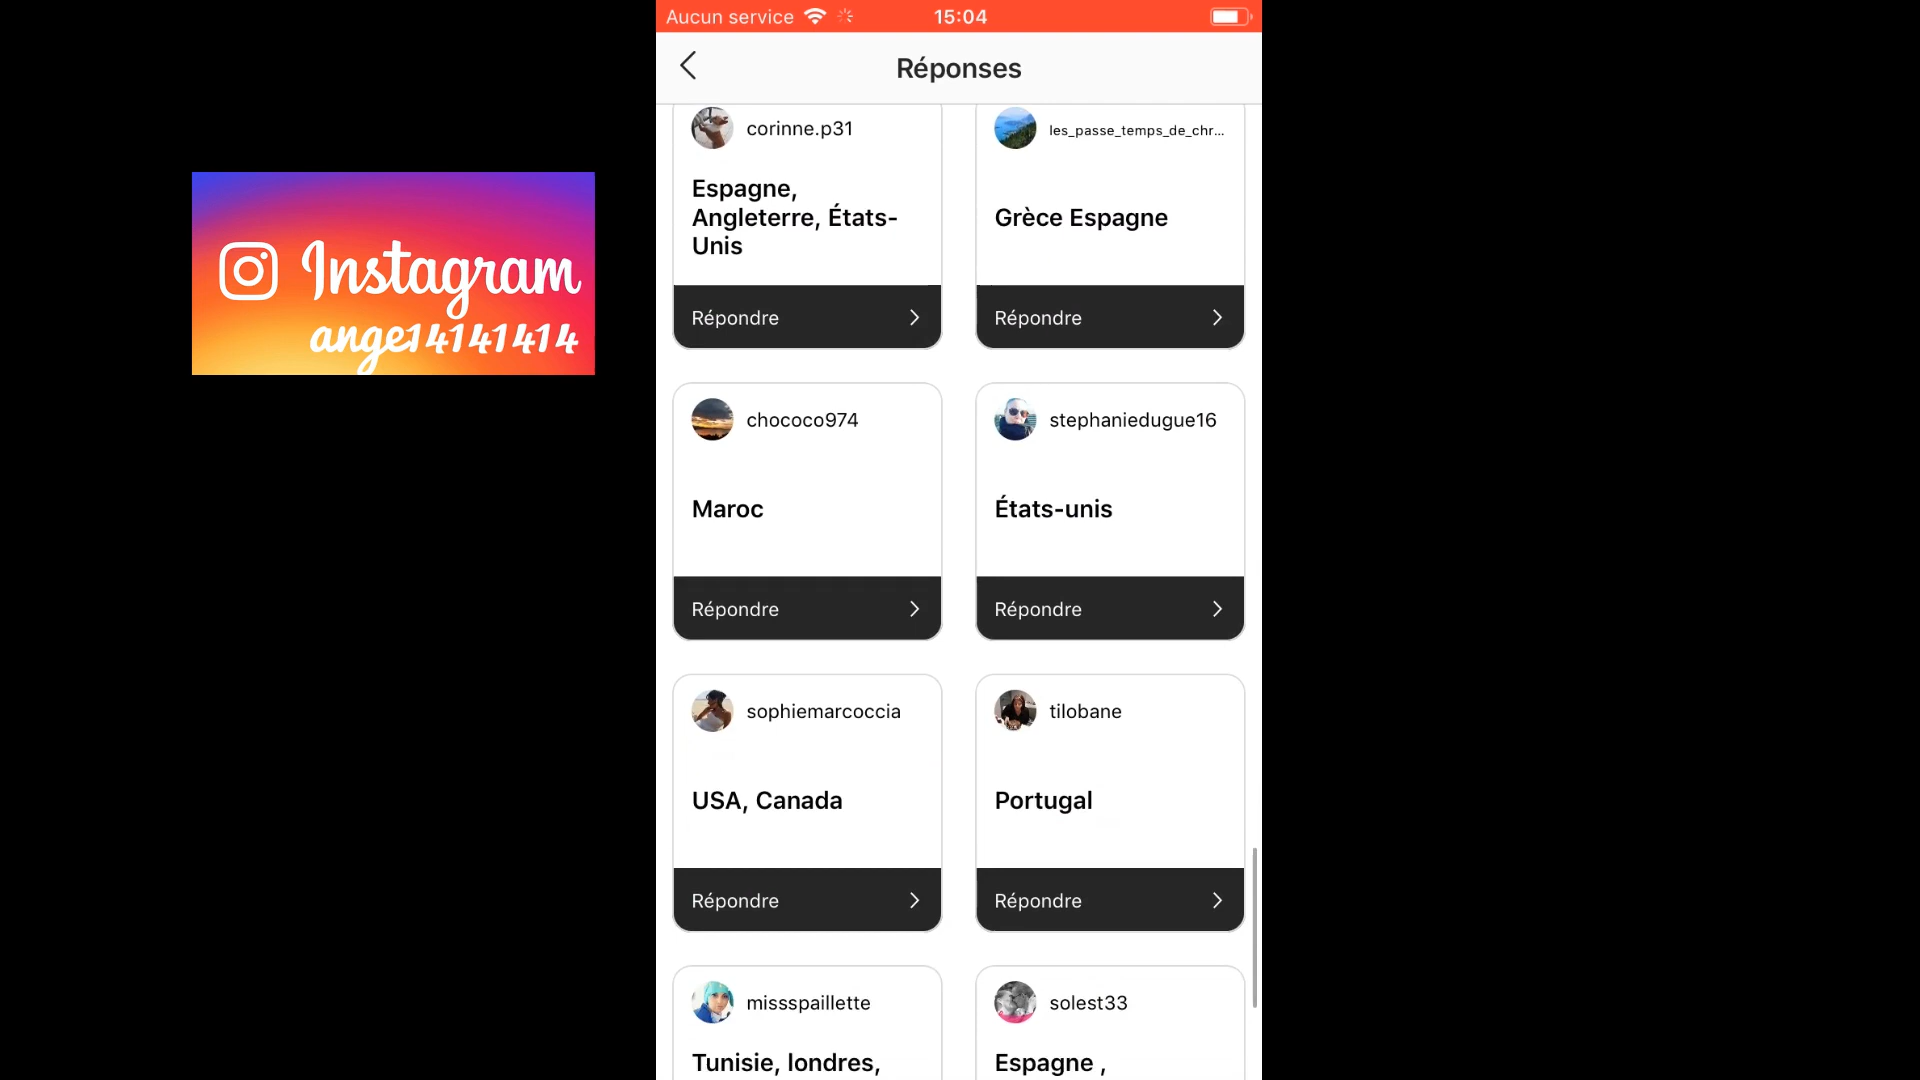 Aucun service
15:04
Réponses
Instagram
ange14141414
corinne.p31
Espagne,
Angleterre, États-
Unis
Répondre
les_passe_temps_de_chr...
Grèce Espagne
Répondre
chococo974
Maroc
Répondre
stephaniedugue16
États-unis
Répondre
sophiemarcoccia
USA, Canada
Répondre
tilobane
Portugal
Répondre
missspaillette
Tunisie, londres,
solest33
Espagne ,